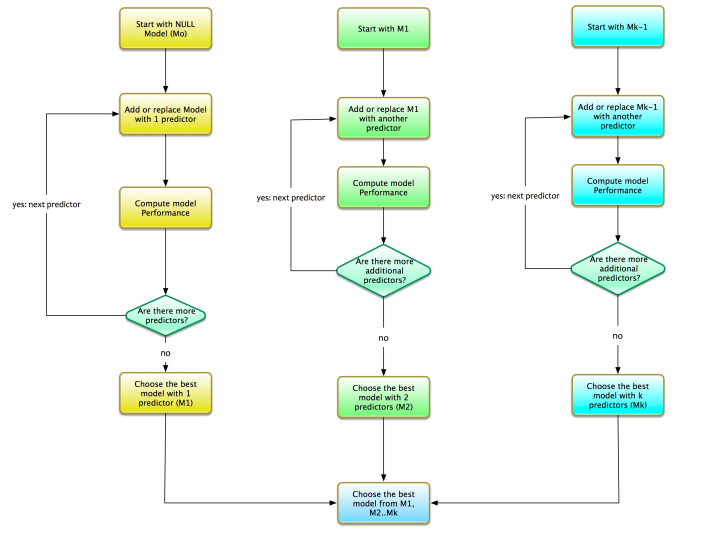 Start with NULL
Model (Mo)
Add or replace Model
with 1 predictor
yes: next predictor
Compute model
Performance
Are there more
predictors?
no
Choose the best
model with 1
predictor (M1)
Start with M1
Add or replace M1
with another
predictor
yes: next predictor
Compute model
Performance
Are there more
additional
predictors?
no
Choose the best
model with 2
predictors (M2)
Start with Mk-1
Add or replace Mk-1
with another
predictor
yes: next predictor
Compute model
Performance
Are there more
additional
predictors?
no
Choose the best
model with k
predictors (Mk)
Choose the best
model from M1,
M2..Mk